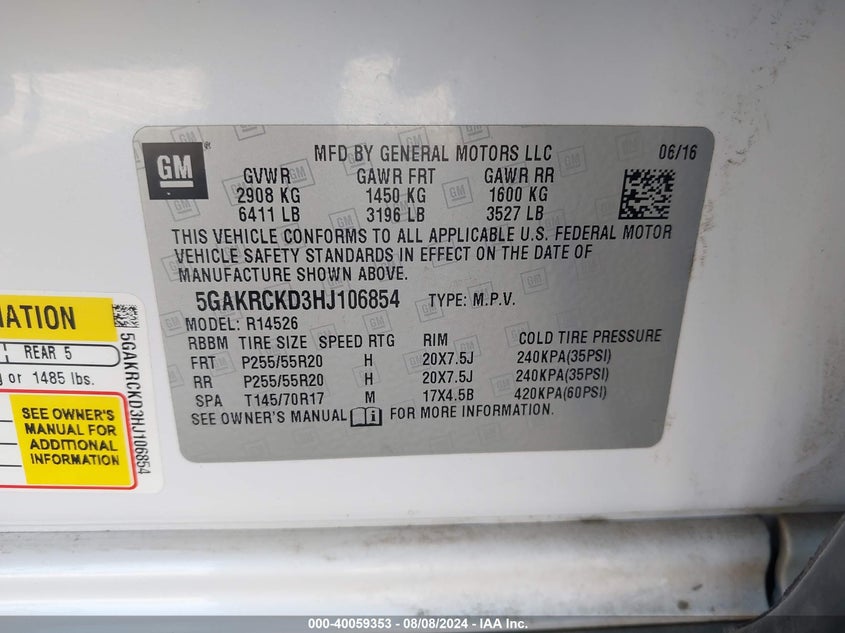 GM
MFD BY GENERAL MOTORS LLC 06/16
GVWR GAWR FRT GAWR RR
2908 KG 1450 KG 1600 KG
6411 LB 3196 LB 3527 LB
THIS VEHICLE CONFORMS TO ALL APPLICABLE U.S. FEDERAL MOTOR
VEHICLE SAFETY STANDARDS IN EFFECT ON THE DATE OF
MANUFACTURE SHOWN ABOVE.
5GAKRCKD3HJ106854 TYPE: M.P.V.
MODEL: R14526
RBBM TIRE SIZE SPEED RTG RIM COLD TIRE PRESSURE
FRT P255/55R20 H 20X7.5J 240KPA(35PSI)
RR P255/55R20 H 20X7.5J 240KPA(35PSI)
SPA T145/70R17 M 17X4.5B 420KPA(60PSI)
SEE OWNER'S MANUAL FOR MORE INFORMATION.
MATION
REAR 5
or 1485 lbs.
SEE OWNER'S
MANUAL FOR
ADDITIONAL
INFORMATION
5GAKRCKD3HJ106854
000-40059353 - 08/08/2024 - IAA Inc.